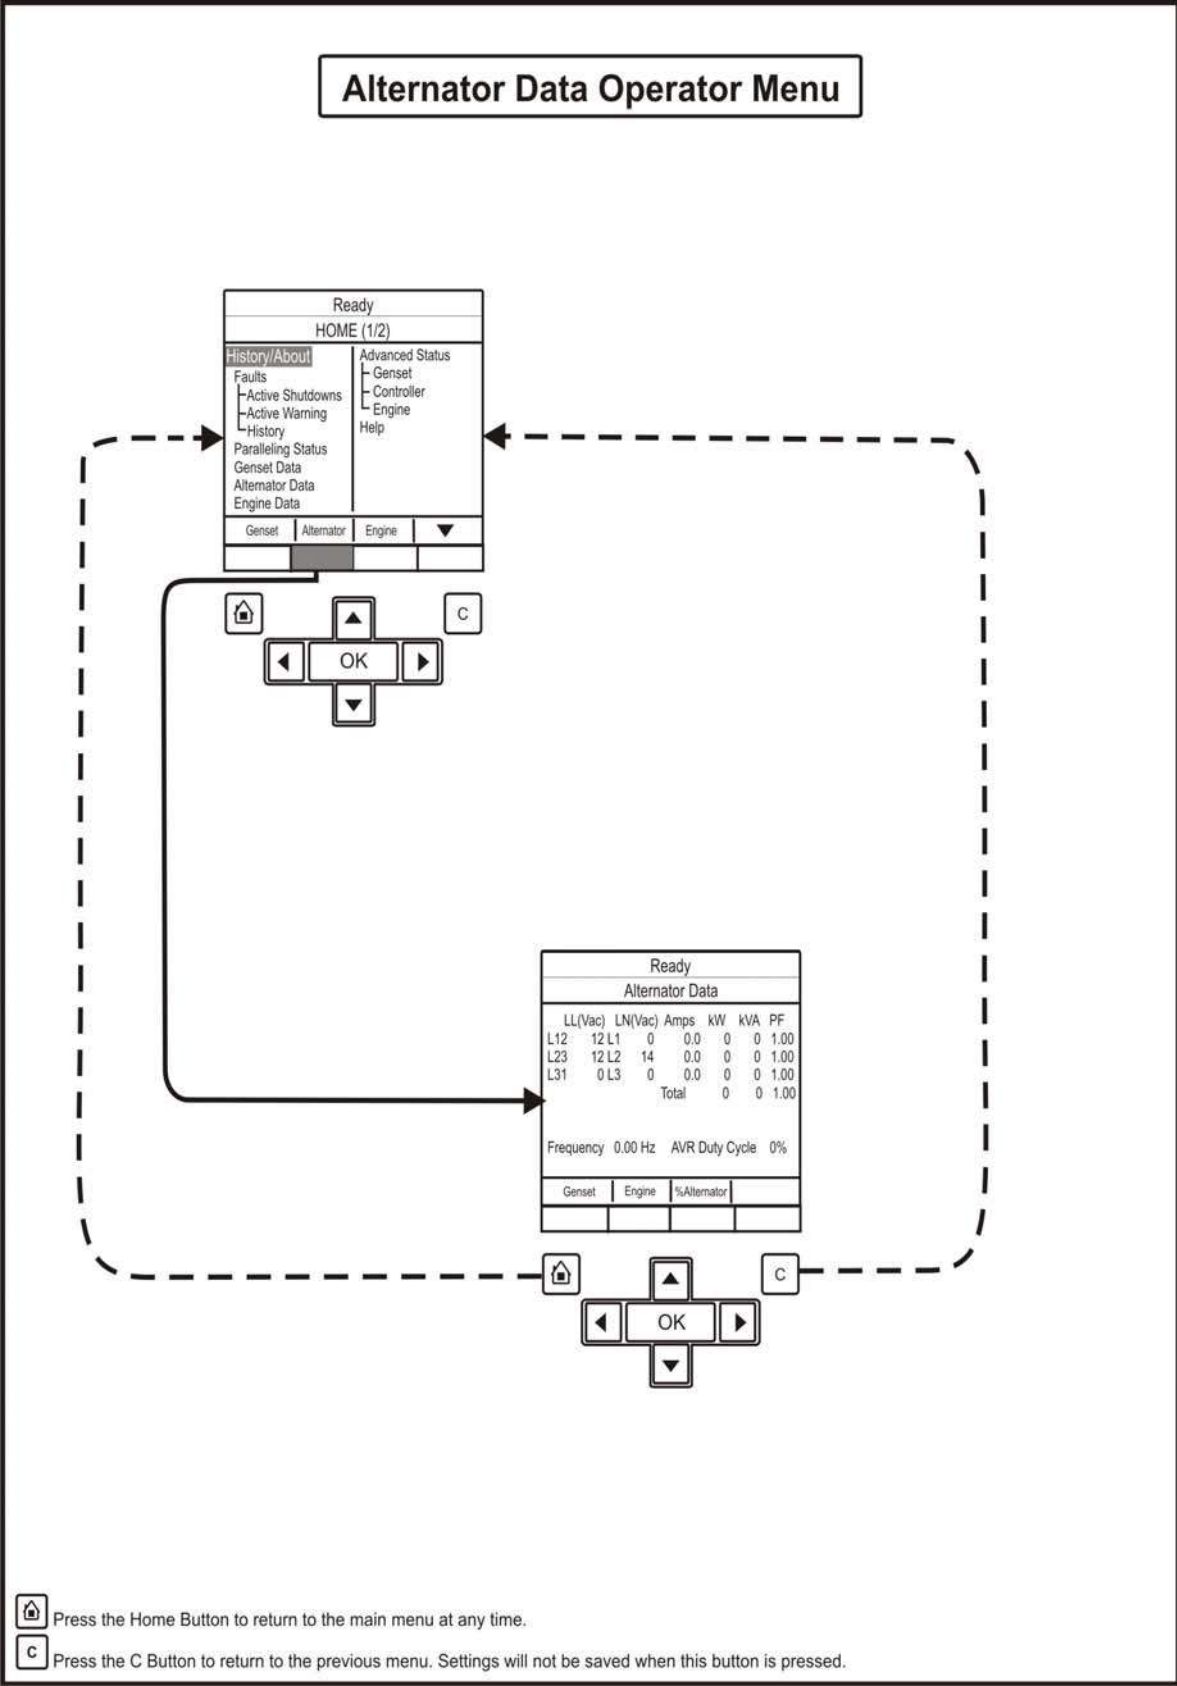 Alternator Data Operator Menu
Ready
HOME (1/2)
History/About
Faults
Active Shutdowns
Active Warning
History
Paralleling Status
Genset Data
Alternator Data
Engine Data
Advanced Status
Genset
Controller
Engine
Help
Genset Alternator Engine
C
OK
Ready
Alternator Data
LL(Vac) LN(Vac) Amps kW kVA PF
L12 12 L1 0 0.0 0 0 1.00
L23 12 L2 14 0.0 0 0 1.00
L31 0 L3 0 0.0 0 0 1.00
Total 0 0 1.00
Frequency 0.00 Hz AVR Duty Cycle 0%
Genset Engine %Alternator
C
OK
Press the Home Button to return to the main menu at any time.
C Press the C Button to return to the previous menu. Settings will not be saved when this button is pressed.